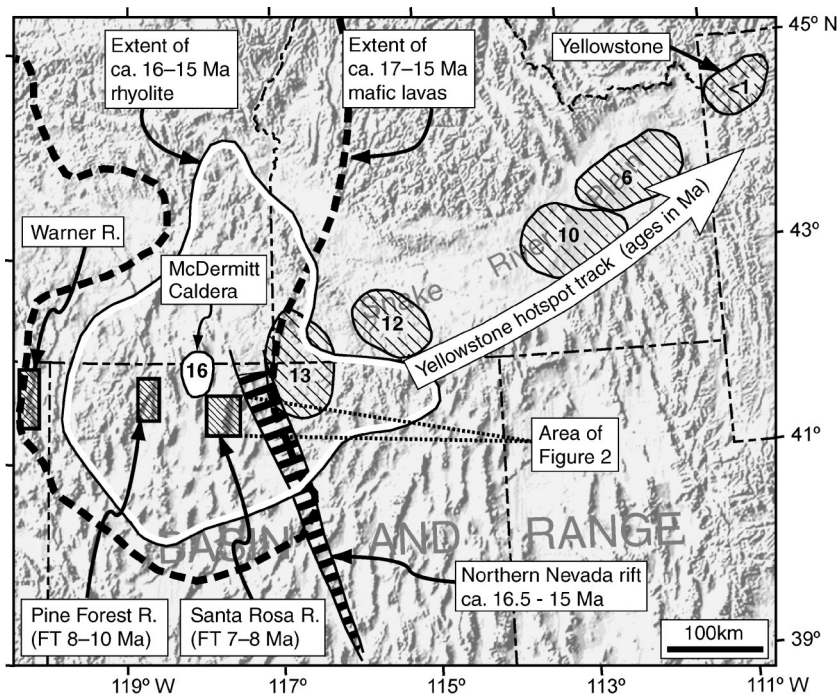 45° N
Extent of
ca. 16–15 Ma
rhyolite
Extent of
ca. 17–15 Ma
mafic lavas
Yellowstone
<1
6
Plain
10
43°
Warner R.
McDermitt
Caldera
River
Snake
12
Yellowstone hotspot track (ages in Ma)
16
13
41°
Area of
Figure 2
BASIN AND RANGE
Northern Nevada rift
ca. 16.5 - 15 Ma
Pine Forest R.
(FT 8–10 Ma)
Santa Rosa R.
(FT 7–8 Ma)
100km
39°
119° W
117°
115°
113°
111° W